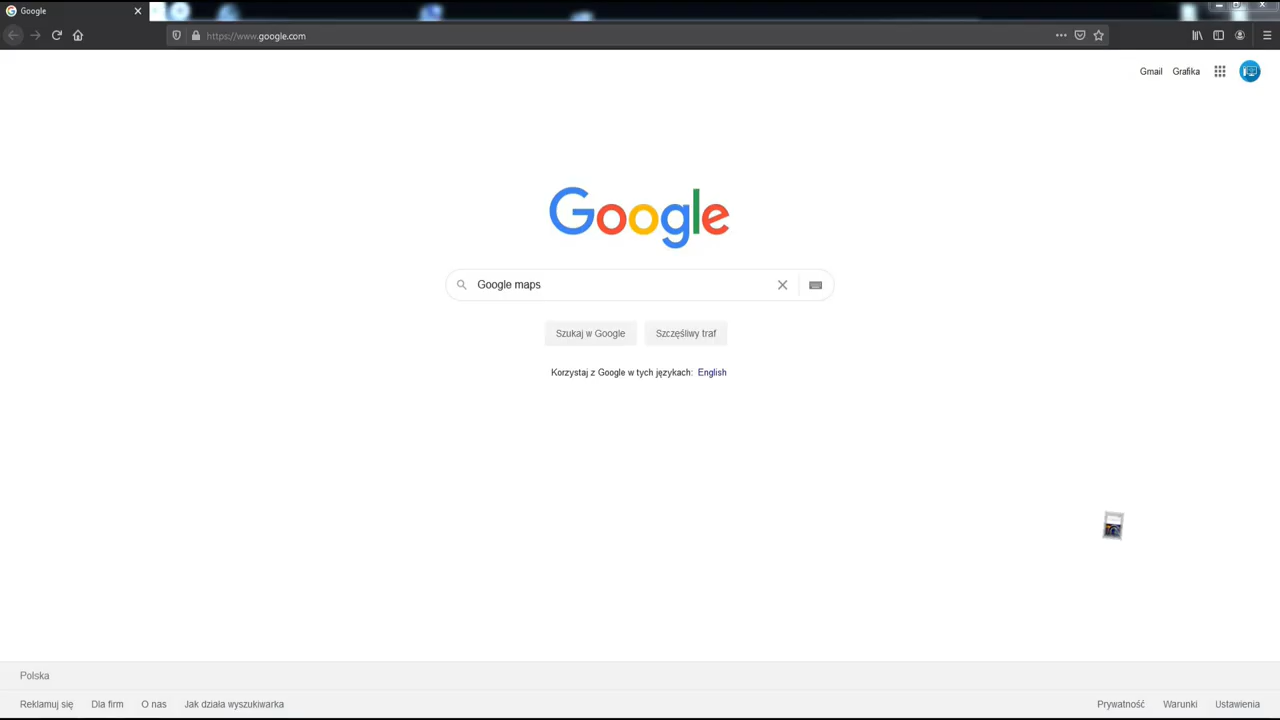 Google
https://www.google.com
Gmail Grafika
Google
Google maps
Szukaj w Google Szczęśliwy traf
Korzystaj z Google w tych językach: English
Polska
Reklamuj się Dla firm O nas Jak działa wyszukiwarka Prywatność Warunki Ustawienia